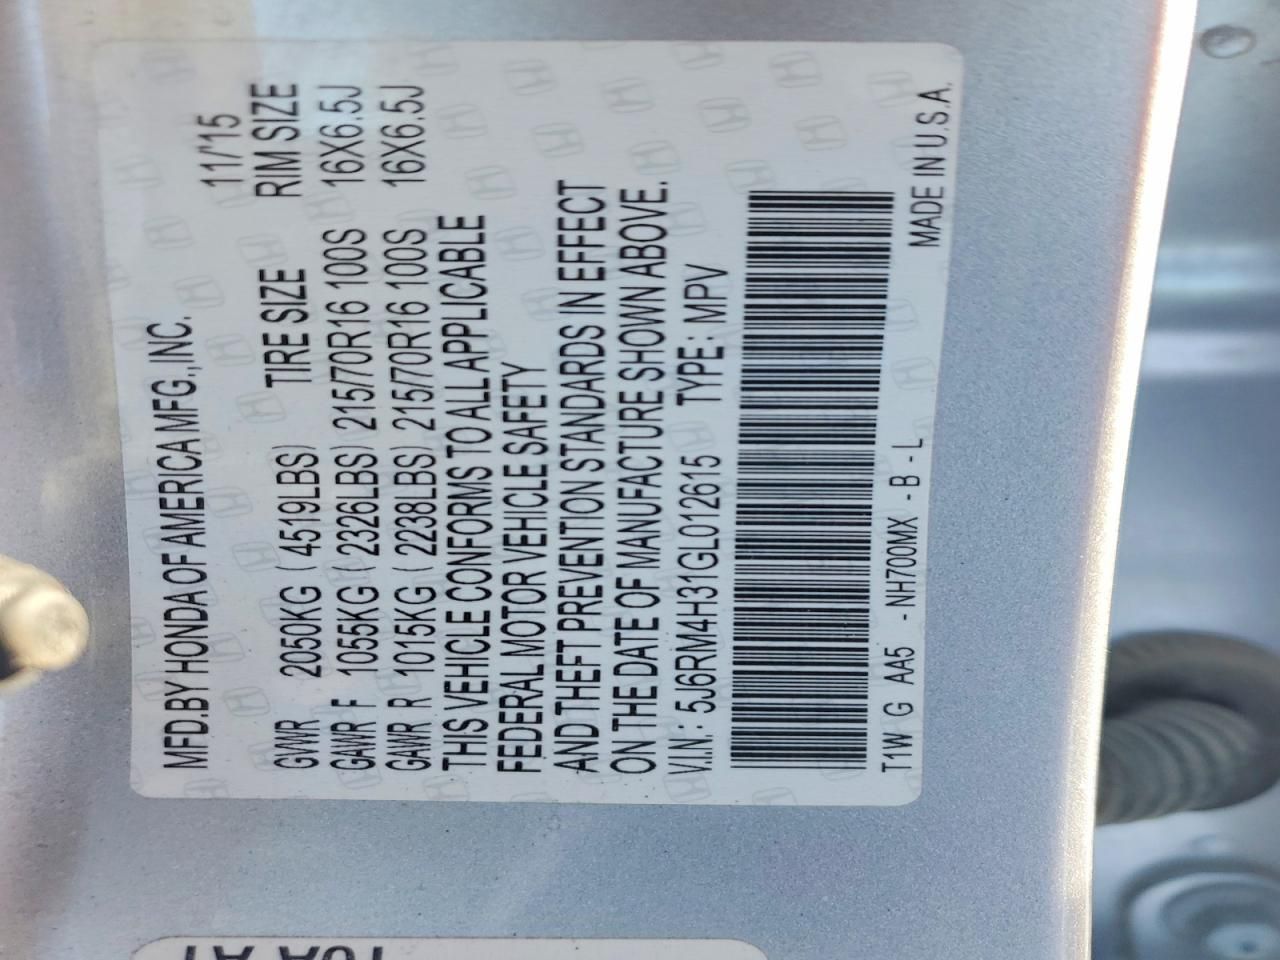 MFD.BY HONDA OF AMERICA MFG.,INC.
11/'15
TIRE SIZE RIM SIZE
GVWR 2050KG ( 4519LBS)
GAWR F 1055KG ( 2326LBS) 215/70R16 100S 16X6.5J
GAWR R 1015KG ( 2238LBS) 215/70R16 100S 16X6.5J
THIS VEHICLE CONFORMS TO ALL APPLICABLE
FEDERAL MOTOR VEHICLE SAFETY
AND THEFT PREVENTION STANDARDS IN EFFECT
ON THE DATE OF MANUFACTURE SHOWN ABOVE.
V.I.N.: 5J6RM4H31GL012615 TYPE: MPV
T1W G AA5 - NH700MX - B - L
MADE IN U.S.A.